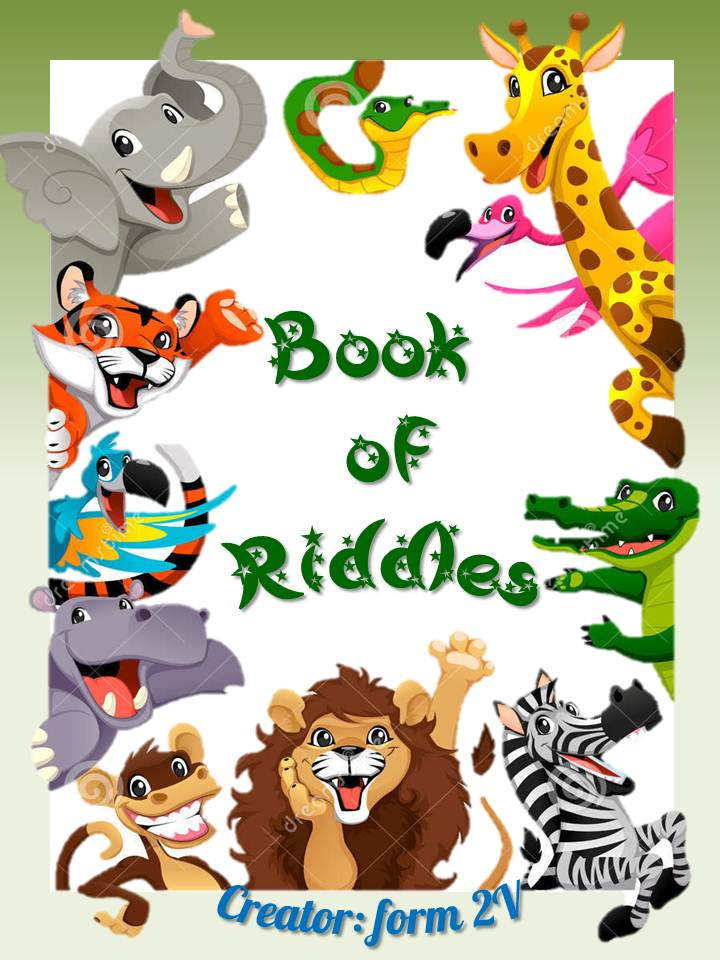 Book
of
Riddles
Creator: form 2V